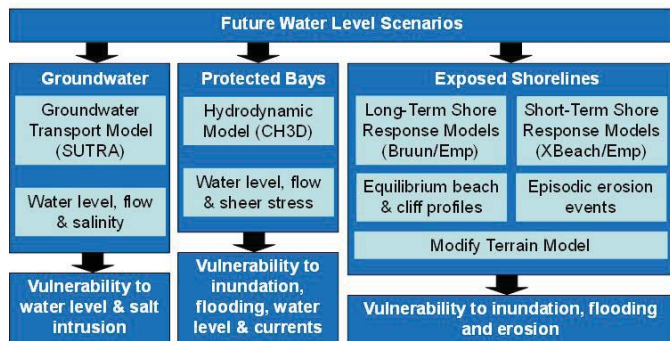 Future Water Level Scenarios
Groundwater
Groundwater
Transport Model
(SUTRA)
Water level, flow
& salinity
Vulnerability to
water level & salt
intrusion
Protected Bays
Hydrodynamic
Model (CH3D)
Water level, flow
& sheer stress
Vulnerability to
inundation,
flooding, water
level & currents
Exposed Shorelines
Long-Term Shore
Response Models
(Bruun/Emp)
Short-Term Shore
Response Models
(XBeach/Emp)
Equilibrium beach
& cliff profiles
Episodic erosion
events
Modify Terrain Model
Vulnerability to inundation, flooding
and erosion